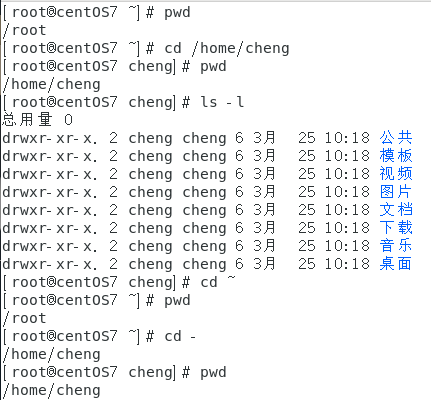 [root@centOS7 ~]# pwd
/root
[root@centOS7 ~]# cd /home/cheng
[root@centOS7 cheng]# pwd
/home/cheng
[root@centOS7 cheng]# ls -l
总用量 0
drwxr-xr-x. 2 cheng cheng 6 3月  25 10:18 公共
drwxr-xr-x. 2 cheng cheng 6 3月  25 10:18 模板
drwxr-xr-x. 2 cheng cheng 6 3月  25 10:18 视频
drwxr-xr-x. 2 cheng cheng 6 3月  25 10:18 图片
drwxr-xr-x. 2 cheng cheng 6 3月  25 10:18 文档
drwxr-xr-x. 2 cheng cheng 6 3月  25 10:18 下载
drwxr-xr-x. 2 cheng cheng 6 3月  25 10:18 音乐
drwxr-xr-x. 2 cheng cheng 6 3月  25 10:18 桌面
[root@centOS7 cheng]# cd ~
[root@centOS7 ~]# pwd
/root
[root@centOS7 ~]# cd -
/home/cheng
[root@centOS7 cheng]# pwd
/home/cheng